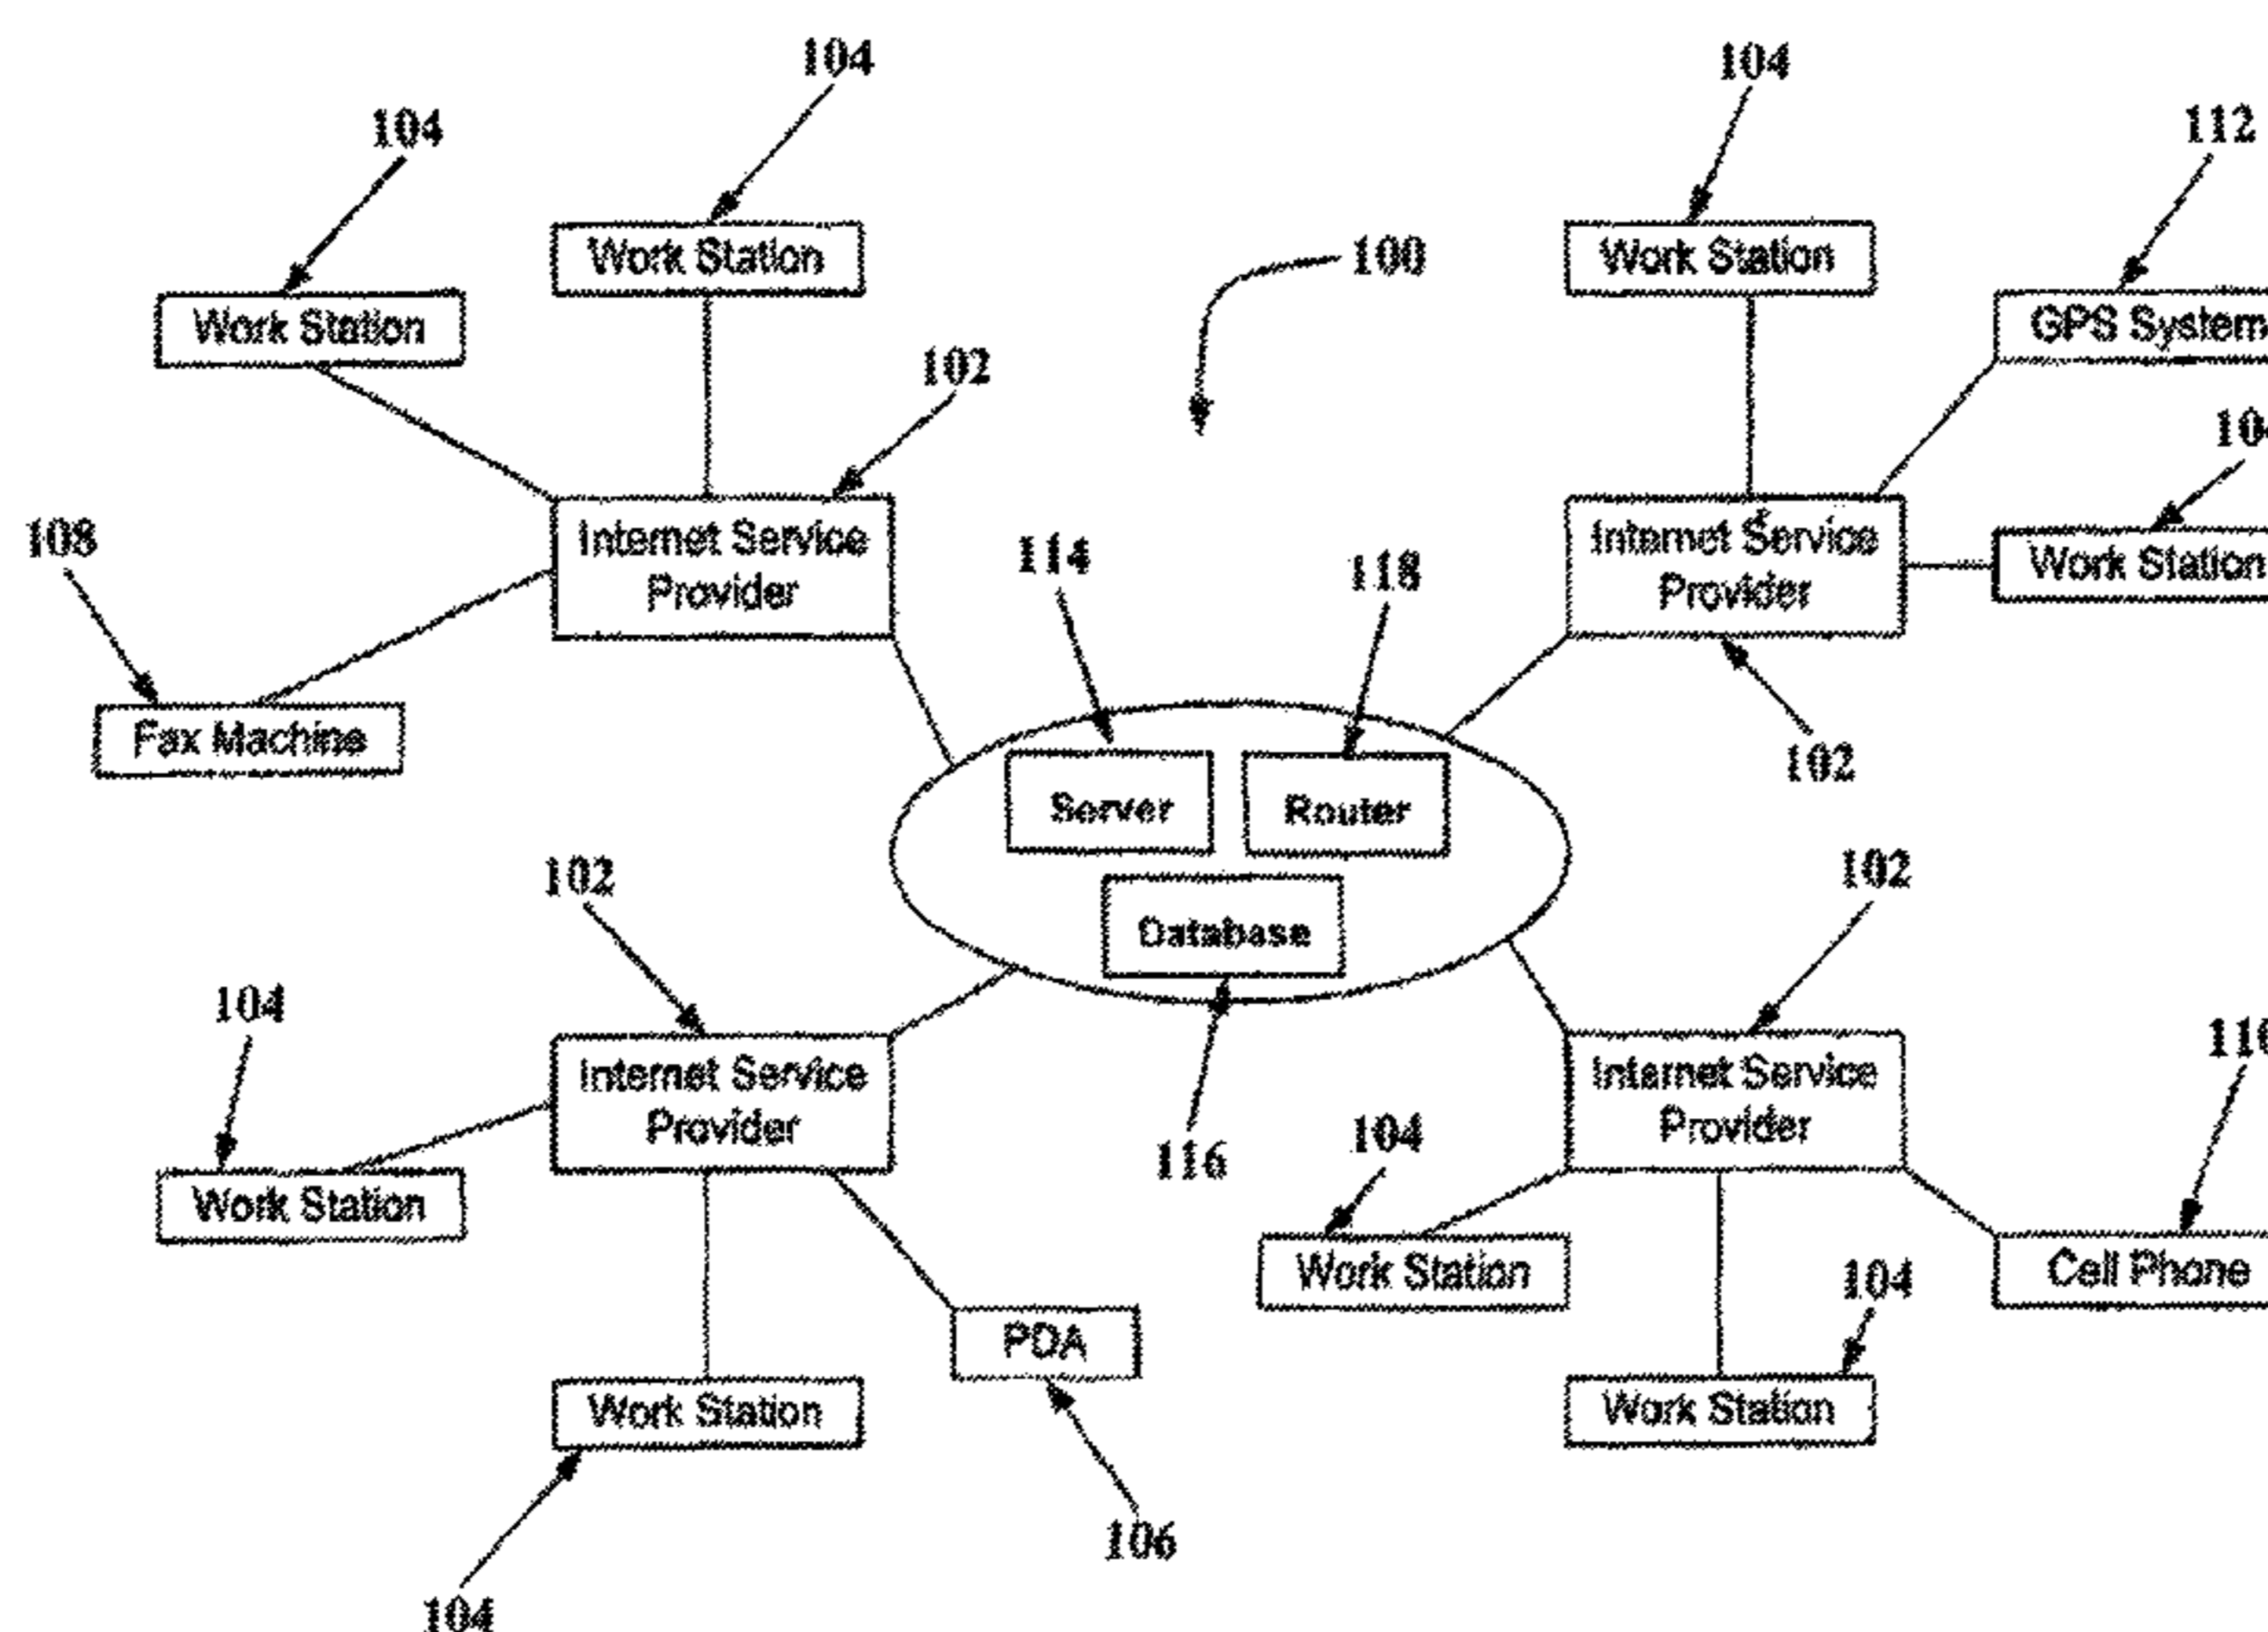 104
104
104
112
Work Station
Work Station
100
Work Station
GPS System
102
104
Internet Service
Provider
108
114
118
Internet Service
Provider
Work Station
Fax Machine
102
Server
Router
102
Database
102
104
Internet Service
Provider
116
104
Internet Service
Provider
110
Work Station
Work Station
104
Cell Phone
PDA
Work Station
Work Station
106
104